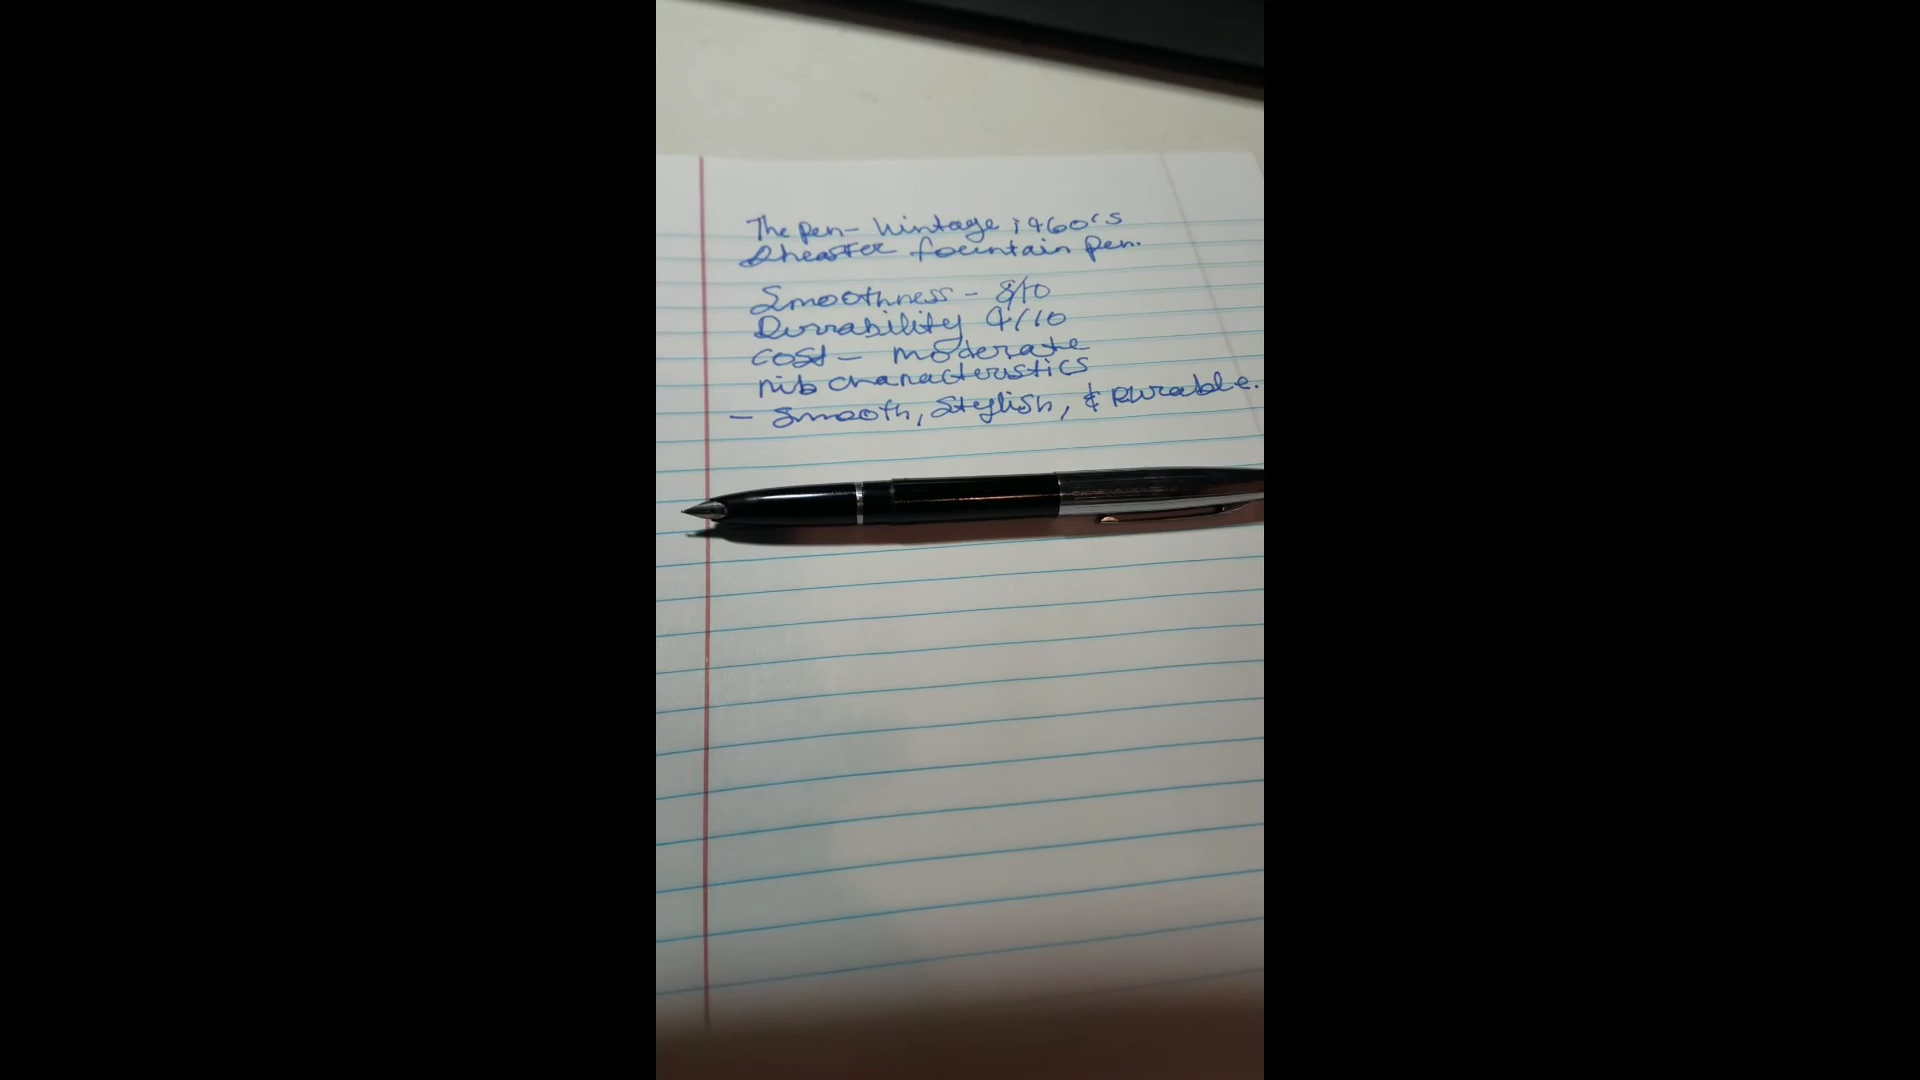 The pen - Vintage 1960's
Sheaffer fountain pen.
Smoothness - 8/10
Durrability 9/10
cost - moderate
nib characteristics
- smooth, stylish, & Durable.